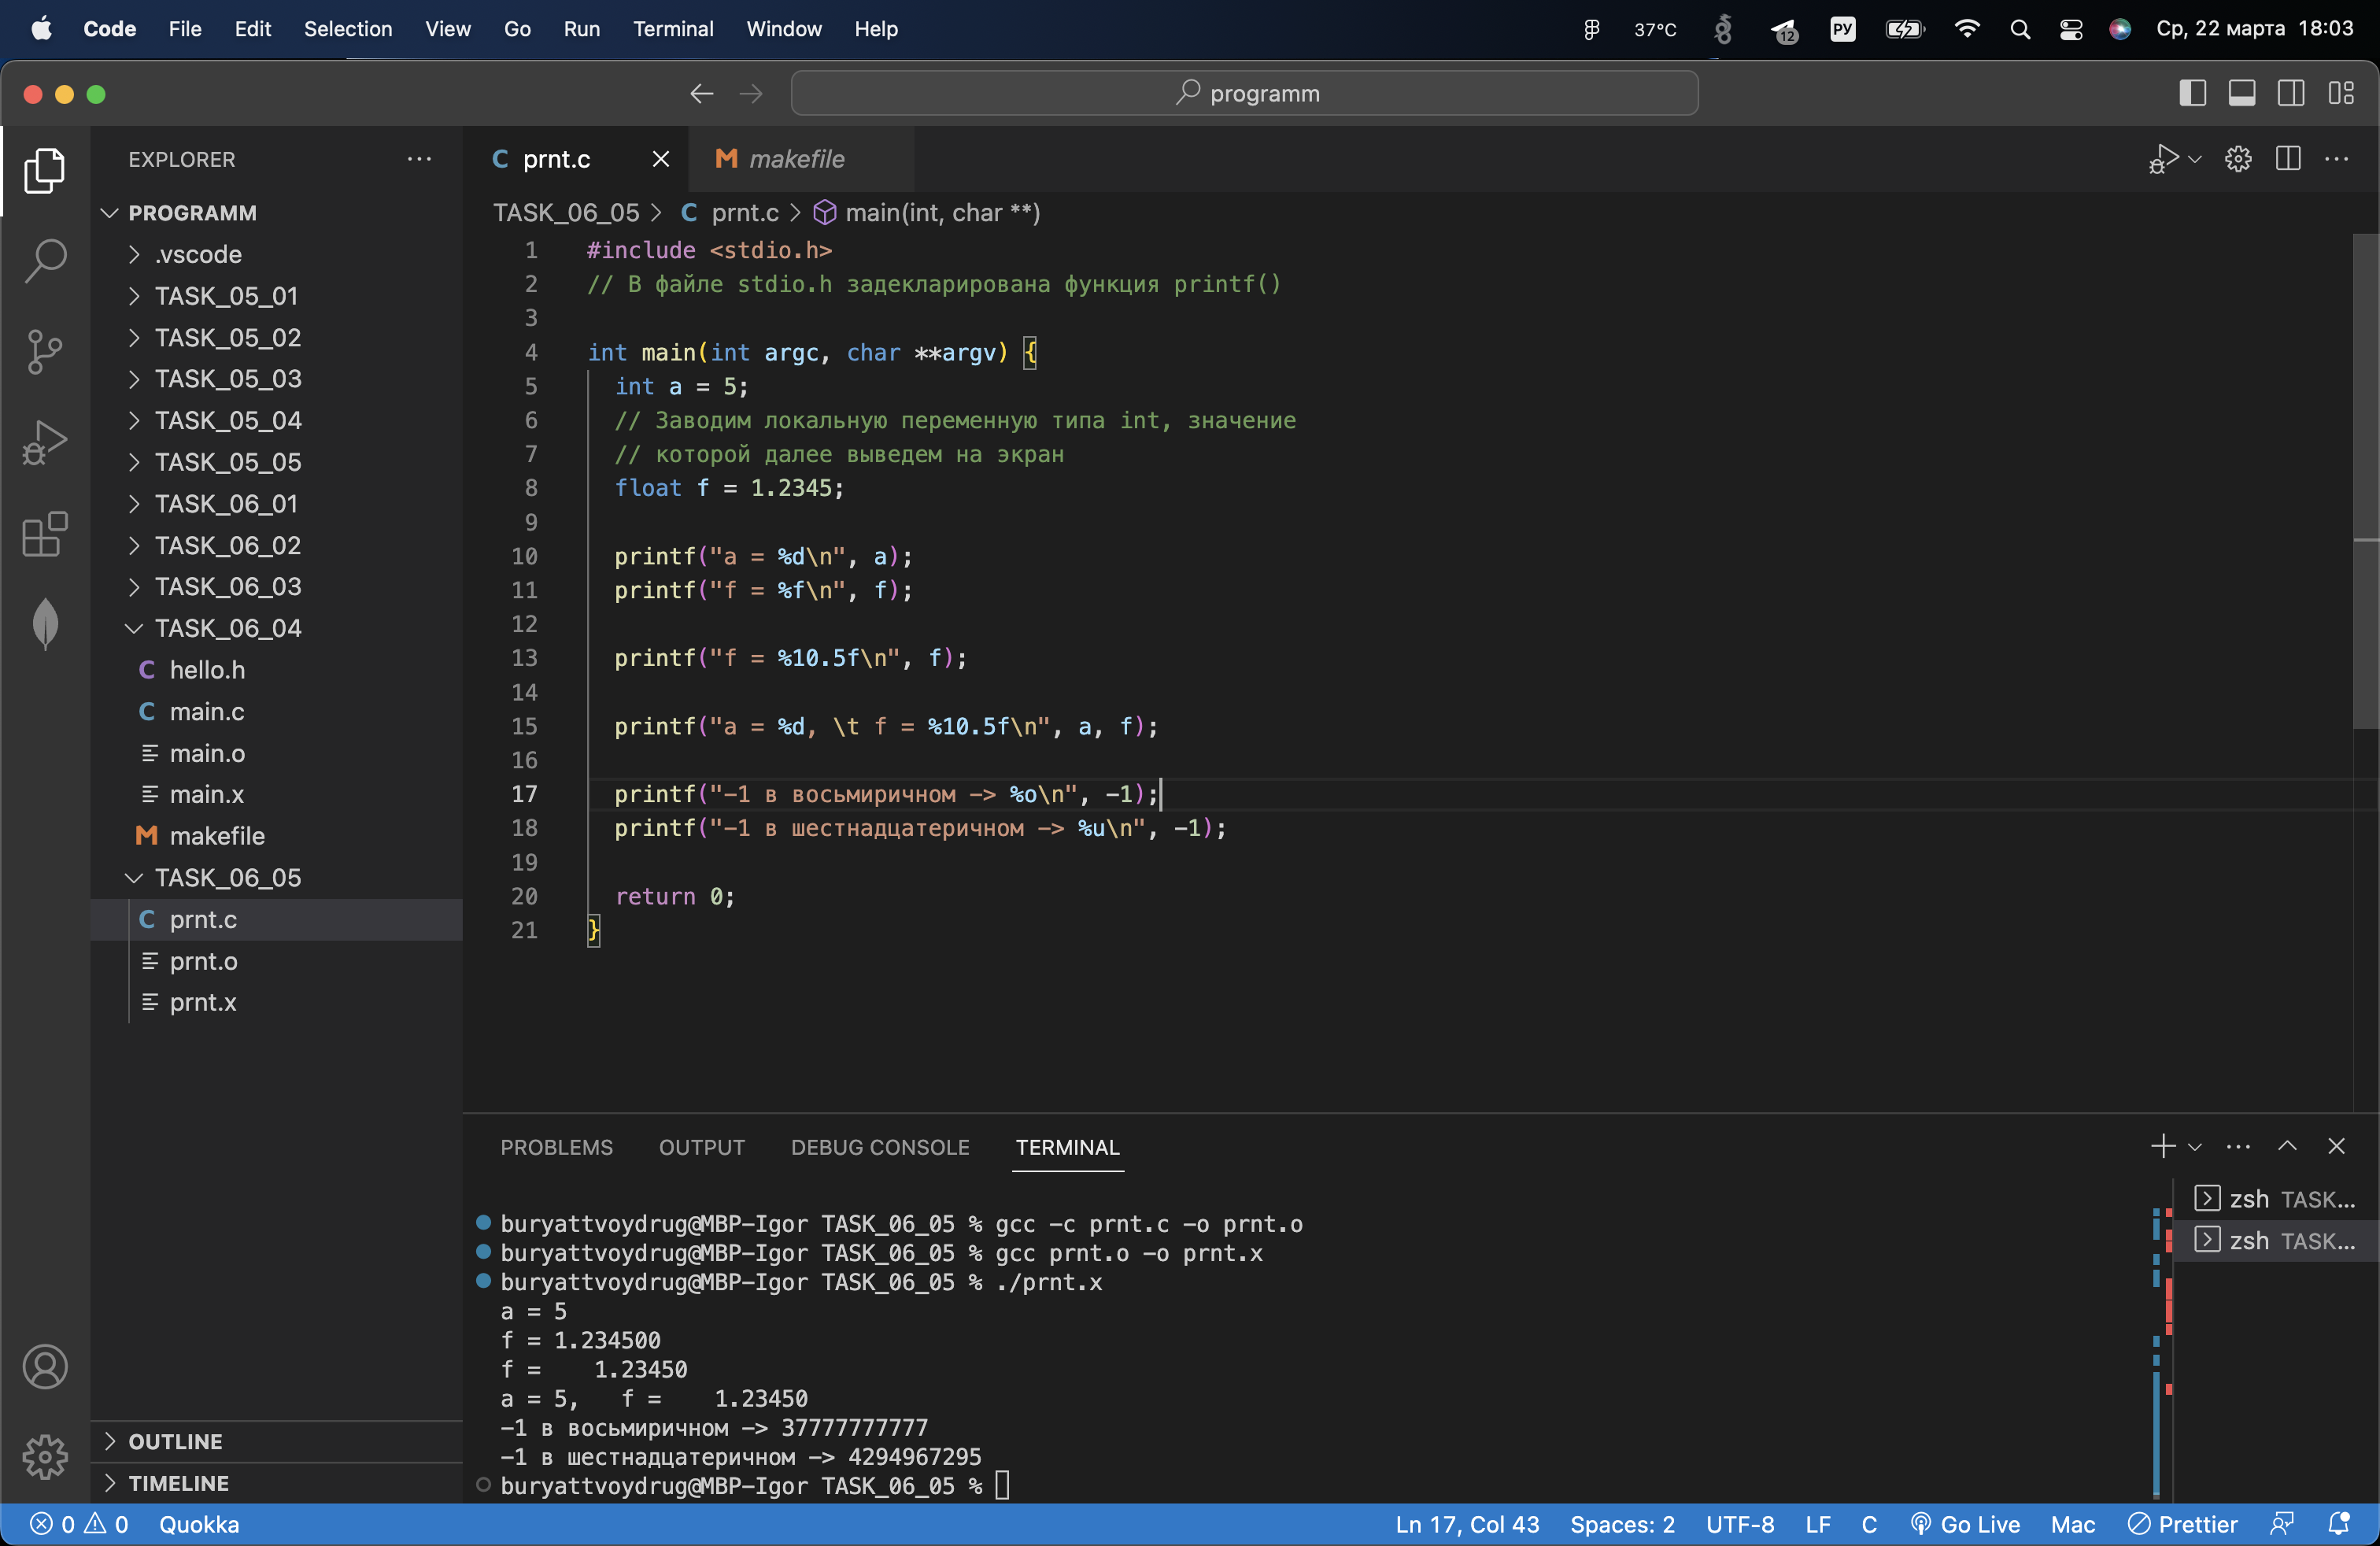 Code File Edit Selection View Go Run Terminal Window Help 37°C 12 РУ Ср, 22 марта 18:03
programm
EXPLORER
PROGRAMM
.vscode
TASK_05_01
TASK_05_02
TASK_05_03
TASK_05_04
TASK_05_05
TASK_06_01
TASK_06_02
TASK_06_03
TASK_06_04
C hello.h
C main.c
main.o
main.x
M makefile
TASK_06_05
C prnt.c
prnt.o
prnt.x
OUTLINE
TIMELINE
C prnt.c M makefile
TASK_06_05 > C prnt.c > main(int, char **)
1 #include <stdio.h>
2 // В файле stdio.h задекларирована функция printf()
3
4 int main(int argc, char **argv) {
5 int a = 5;
6 // Заводим локальную переменную типа int, значение
7 // которой далее выведем на экран
8 float f = 1.2345;
9
10 printf("a = %d\n", a);
11 printf("f = %f\n", f);
12
13 printf("f = %10.5f\n", f);
14
15 printf("a = %d, \t f = %10.5f\n", a, f);
16
17 printf("-1 в восьмиричном -> %o\n", -1);
18 printf("-1 в шестнадцатеричном -> %u\n", -1);
19
20 return 0;
21 }
PROBLEMS OUTPUT DEBUG CONSOLE TERMINAL
buryattvoydrug@MBP-Igor TASK_06_05 % gcc -c prnt.c -o prnt.o
buryattvoydrug@MBP-Igor TASK_06_05 % gcc prnt.o -o prnt.x
buryattvoydrug@MBP-Igor TASK_06_05 % ./prnt.x
a = 5
f = 1.234500
f =    1.23450
a = 5,   f =    1.23450
-1 в восьмиричном -> 37777777777
-1 в шестнадцатеричном -> 4294967295
buryattvoydrug@MBP-Igor TASK_06_05 %
zsh TASK...
zsh TASK...
0 0 Quokka Ln 17, Col 43 Spaces: 2 UTF-8 LF C Go Live Mac Prettier